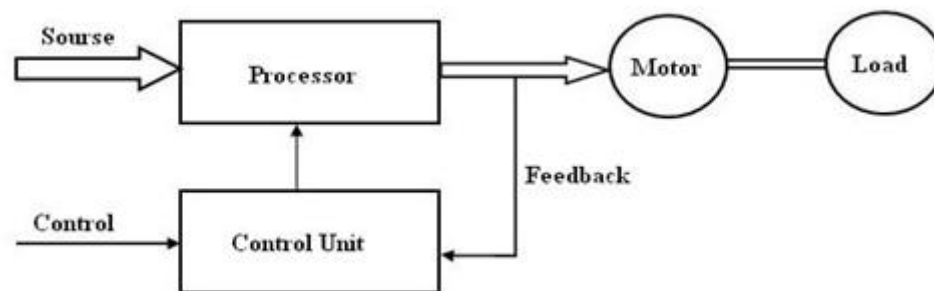 Sourse
Processor
Motor
Load
Feedback
Control
Control Unit